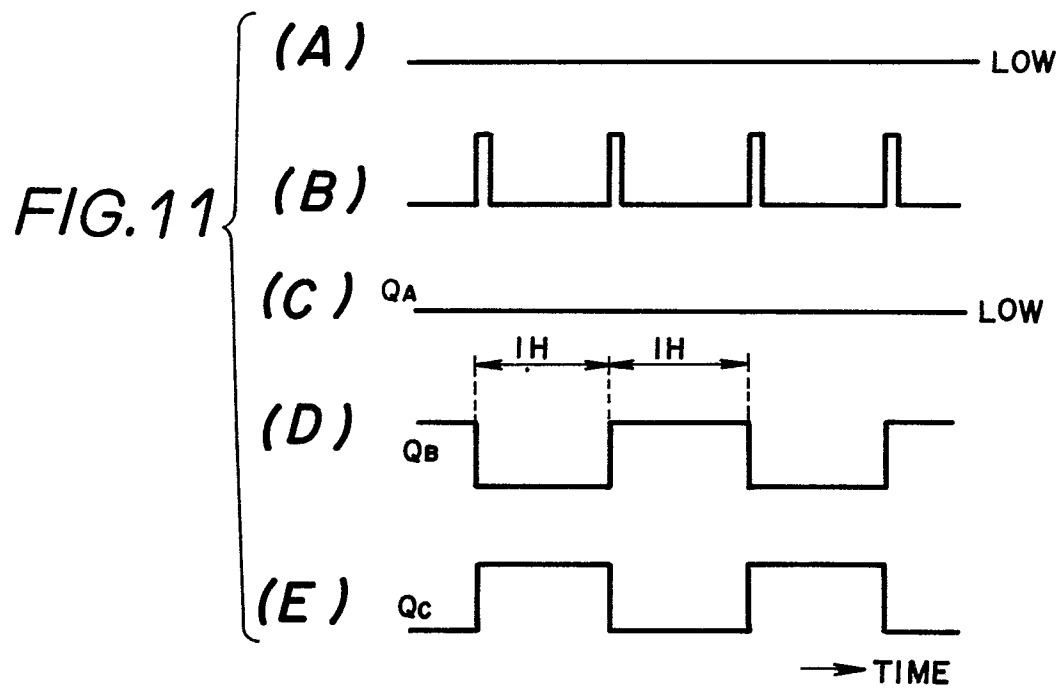 FIG.11
(A) LOW
(B)
(C) QA LOW
1H 1H
(D) QB
(E) QC
TIME